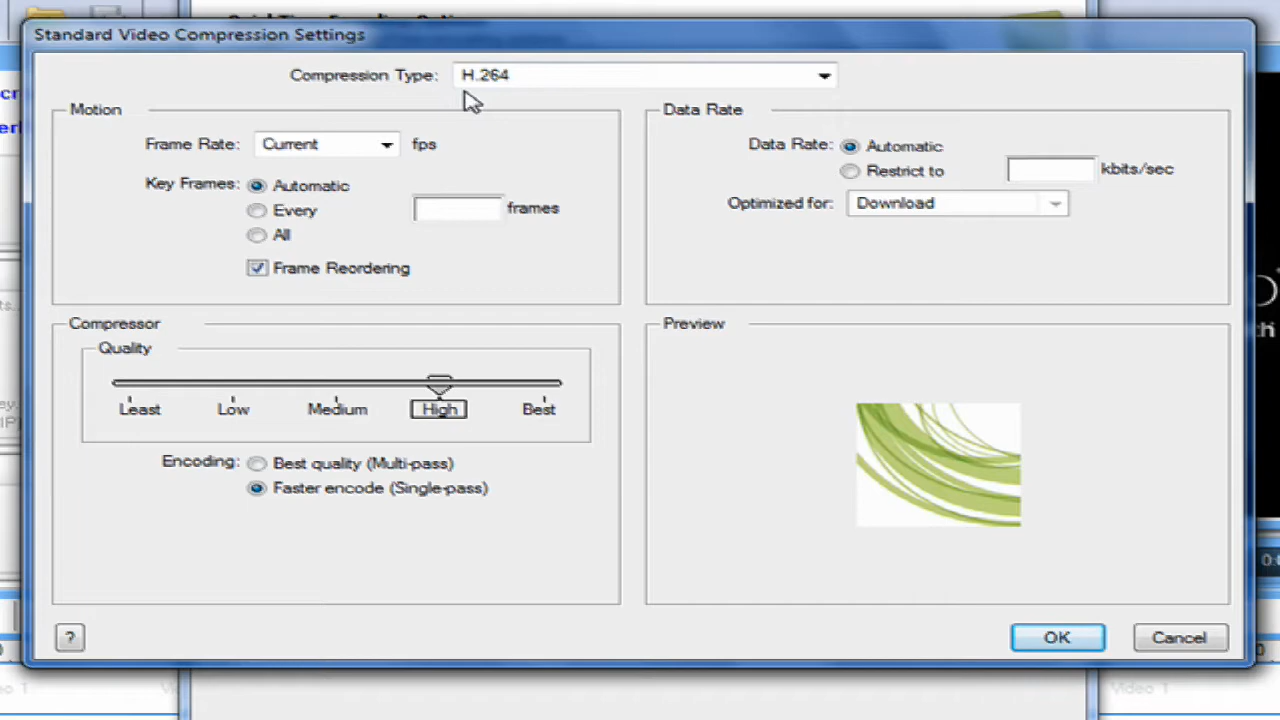 Standard Video Compression Settings
Compression Type: H.264
Motion
Frame Rate: Current fps
Key Frames: Automatic
Every frames
All
Frame Reordering
Data Rate
Data Rate: Automatic
Restrict to kbits/sec
Optimized for: Download
Compressor
Quality
Least Low Medium High Best
Encoding: Best quality (Multi-pass)
Faster encode (Single-pass)
Preview
?
OK Cancel
Video 1